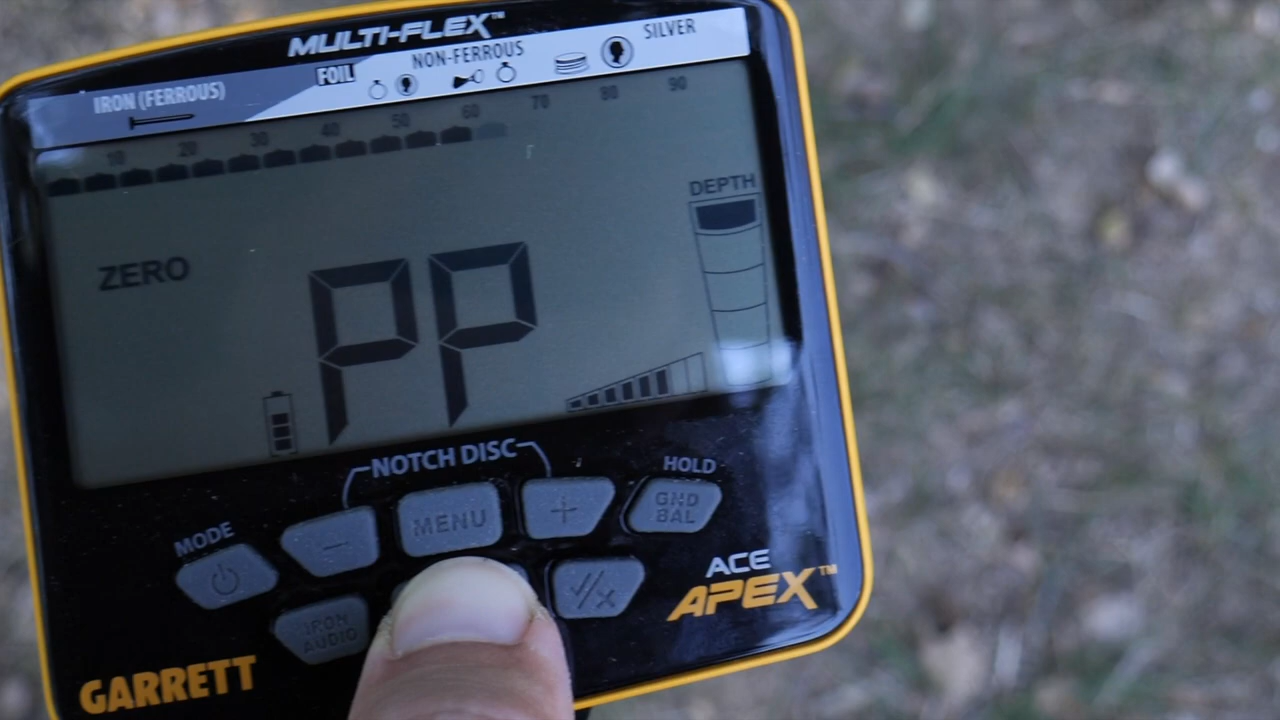 MULTI-FLEX™
IRON (FERROUS)
FOIL
NON-FERROUS
SILVER
10 20 30 40 50 60 70 80 90
DEPTH
ZERO
PP
NOTCH DISC
HOLD
MODE
−
MENU
+
GND
BAL
IRON
AUDIO
✓/x
ACE
APEX™
GARRETT